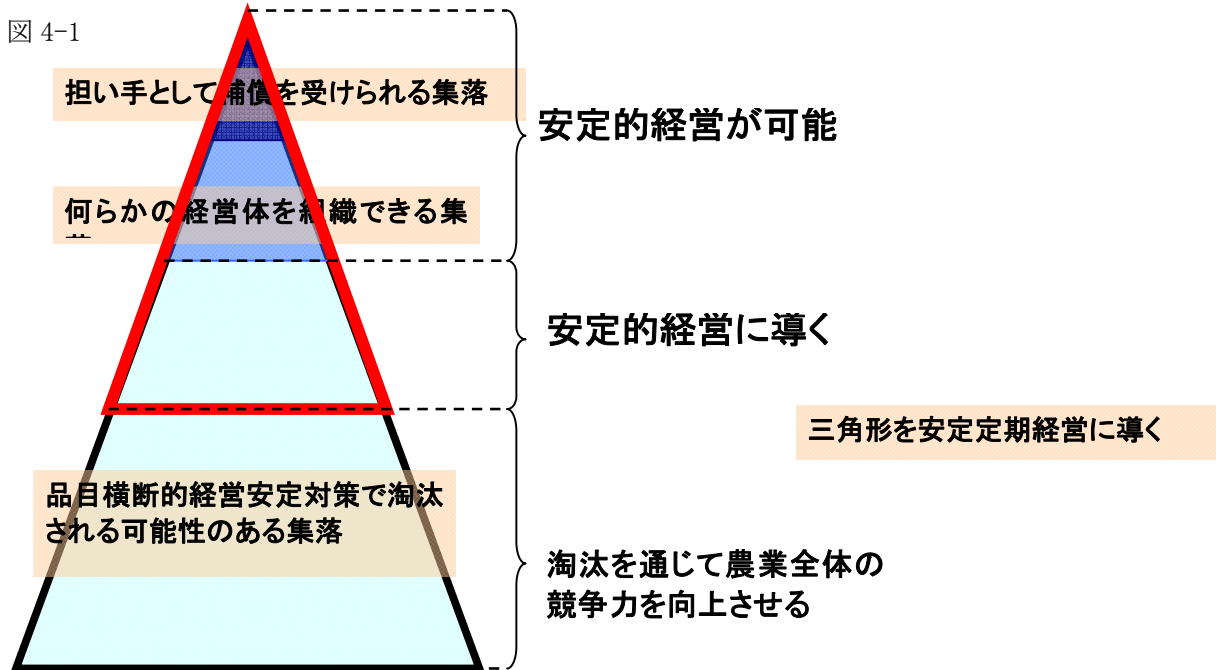 図 4-1
担い手として補償を受けられる集落
安定的経営が可能
何らかの経営体を組織できる集
安定的経営に導く
三角形を安定定期経営に導く
品目横断的経営安定対策で淘汰
される可能性のある集落
淘汰を通じて農業全体の
競争力を向上させる